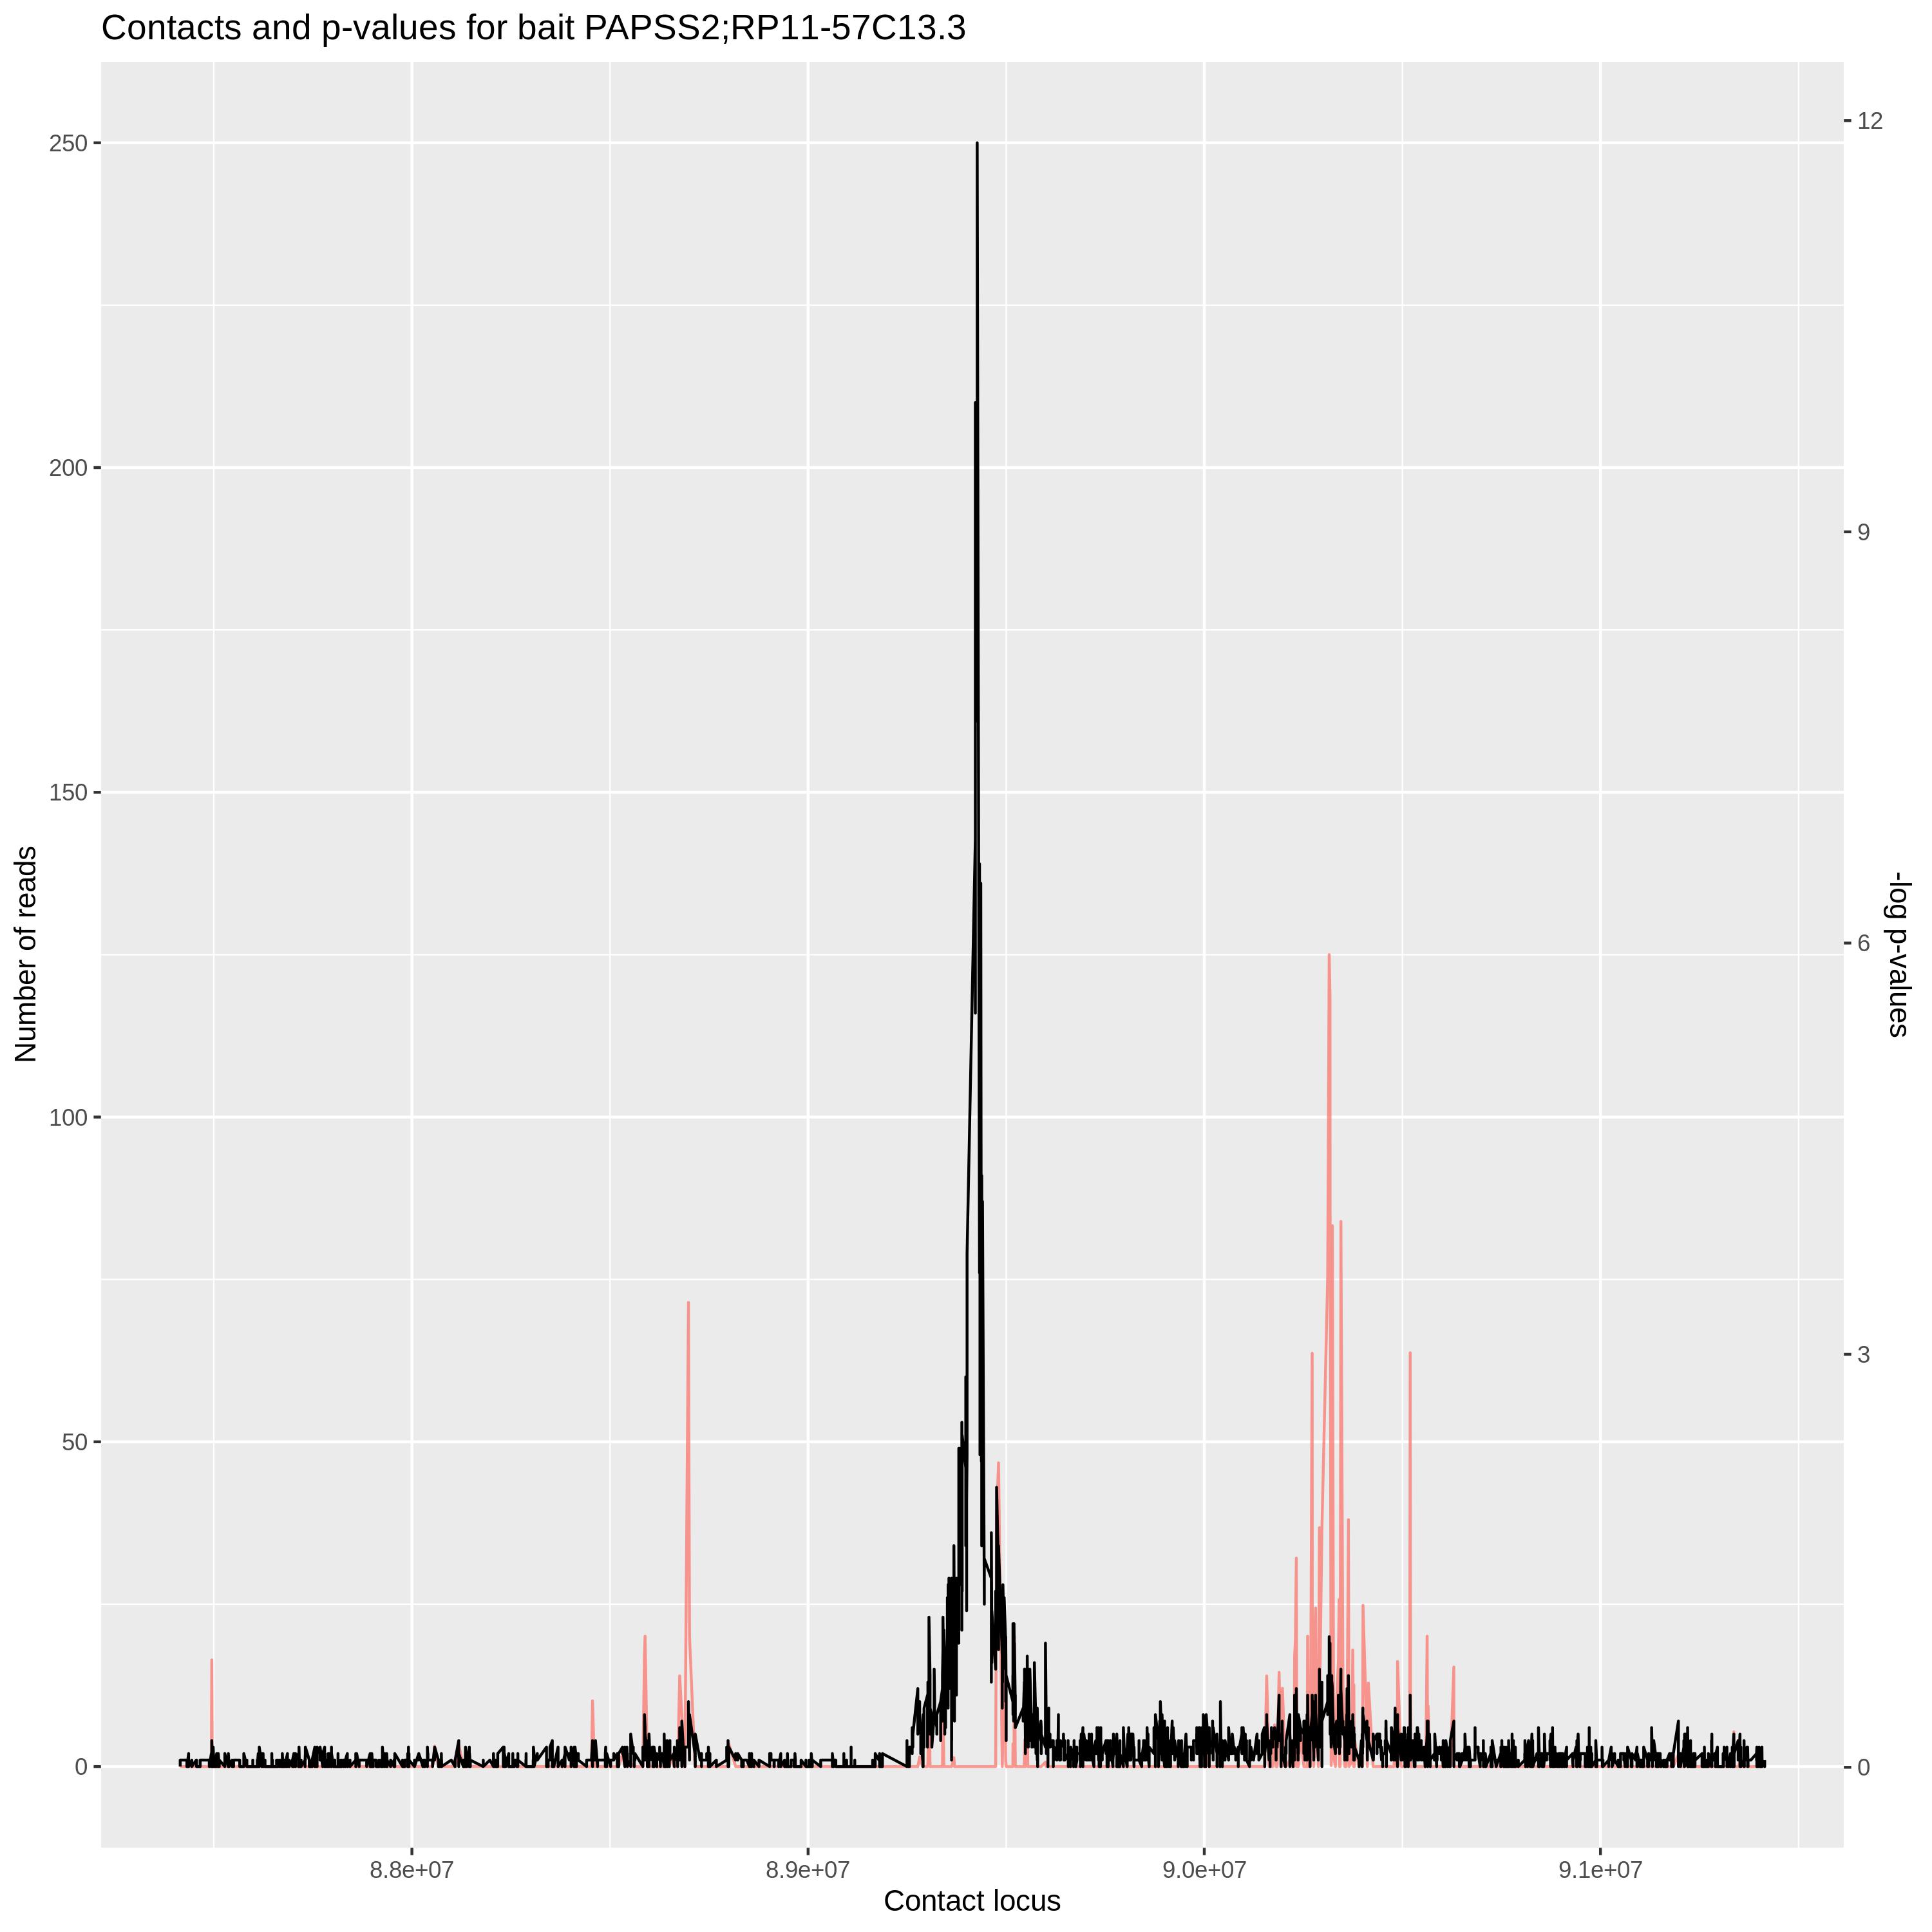 Contacts and p-values for bait PAPSS2;RP11-57C13.3
250
200
150
100
50
0
Number of reads
12
9
6
3
0
-log p-values
8.8e+07
8.9e+07
9.0e+07
9.1e+07
Contact locus